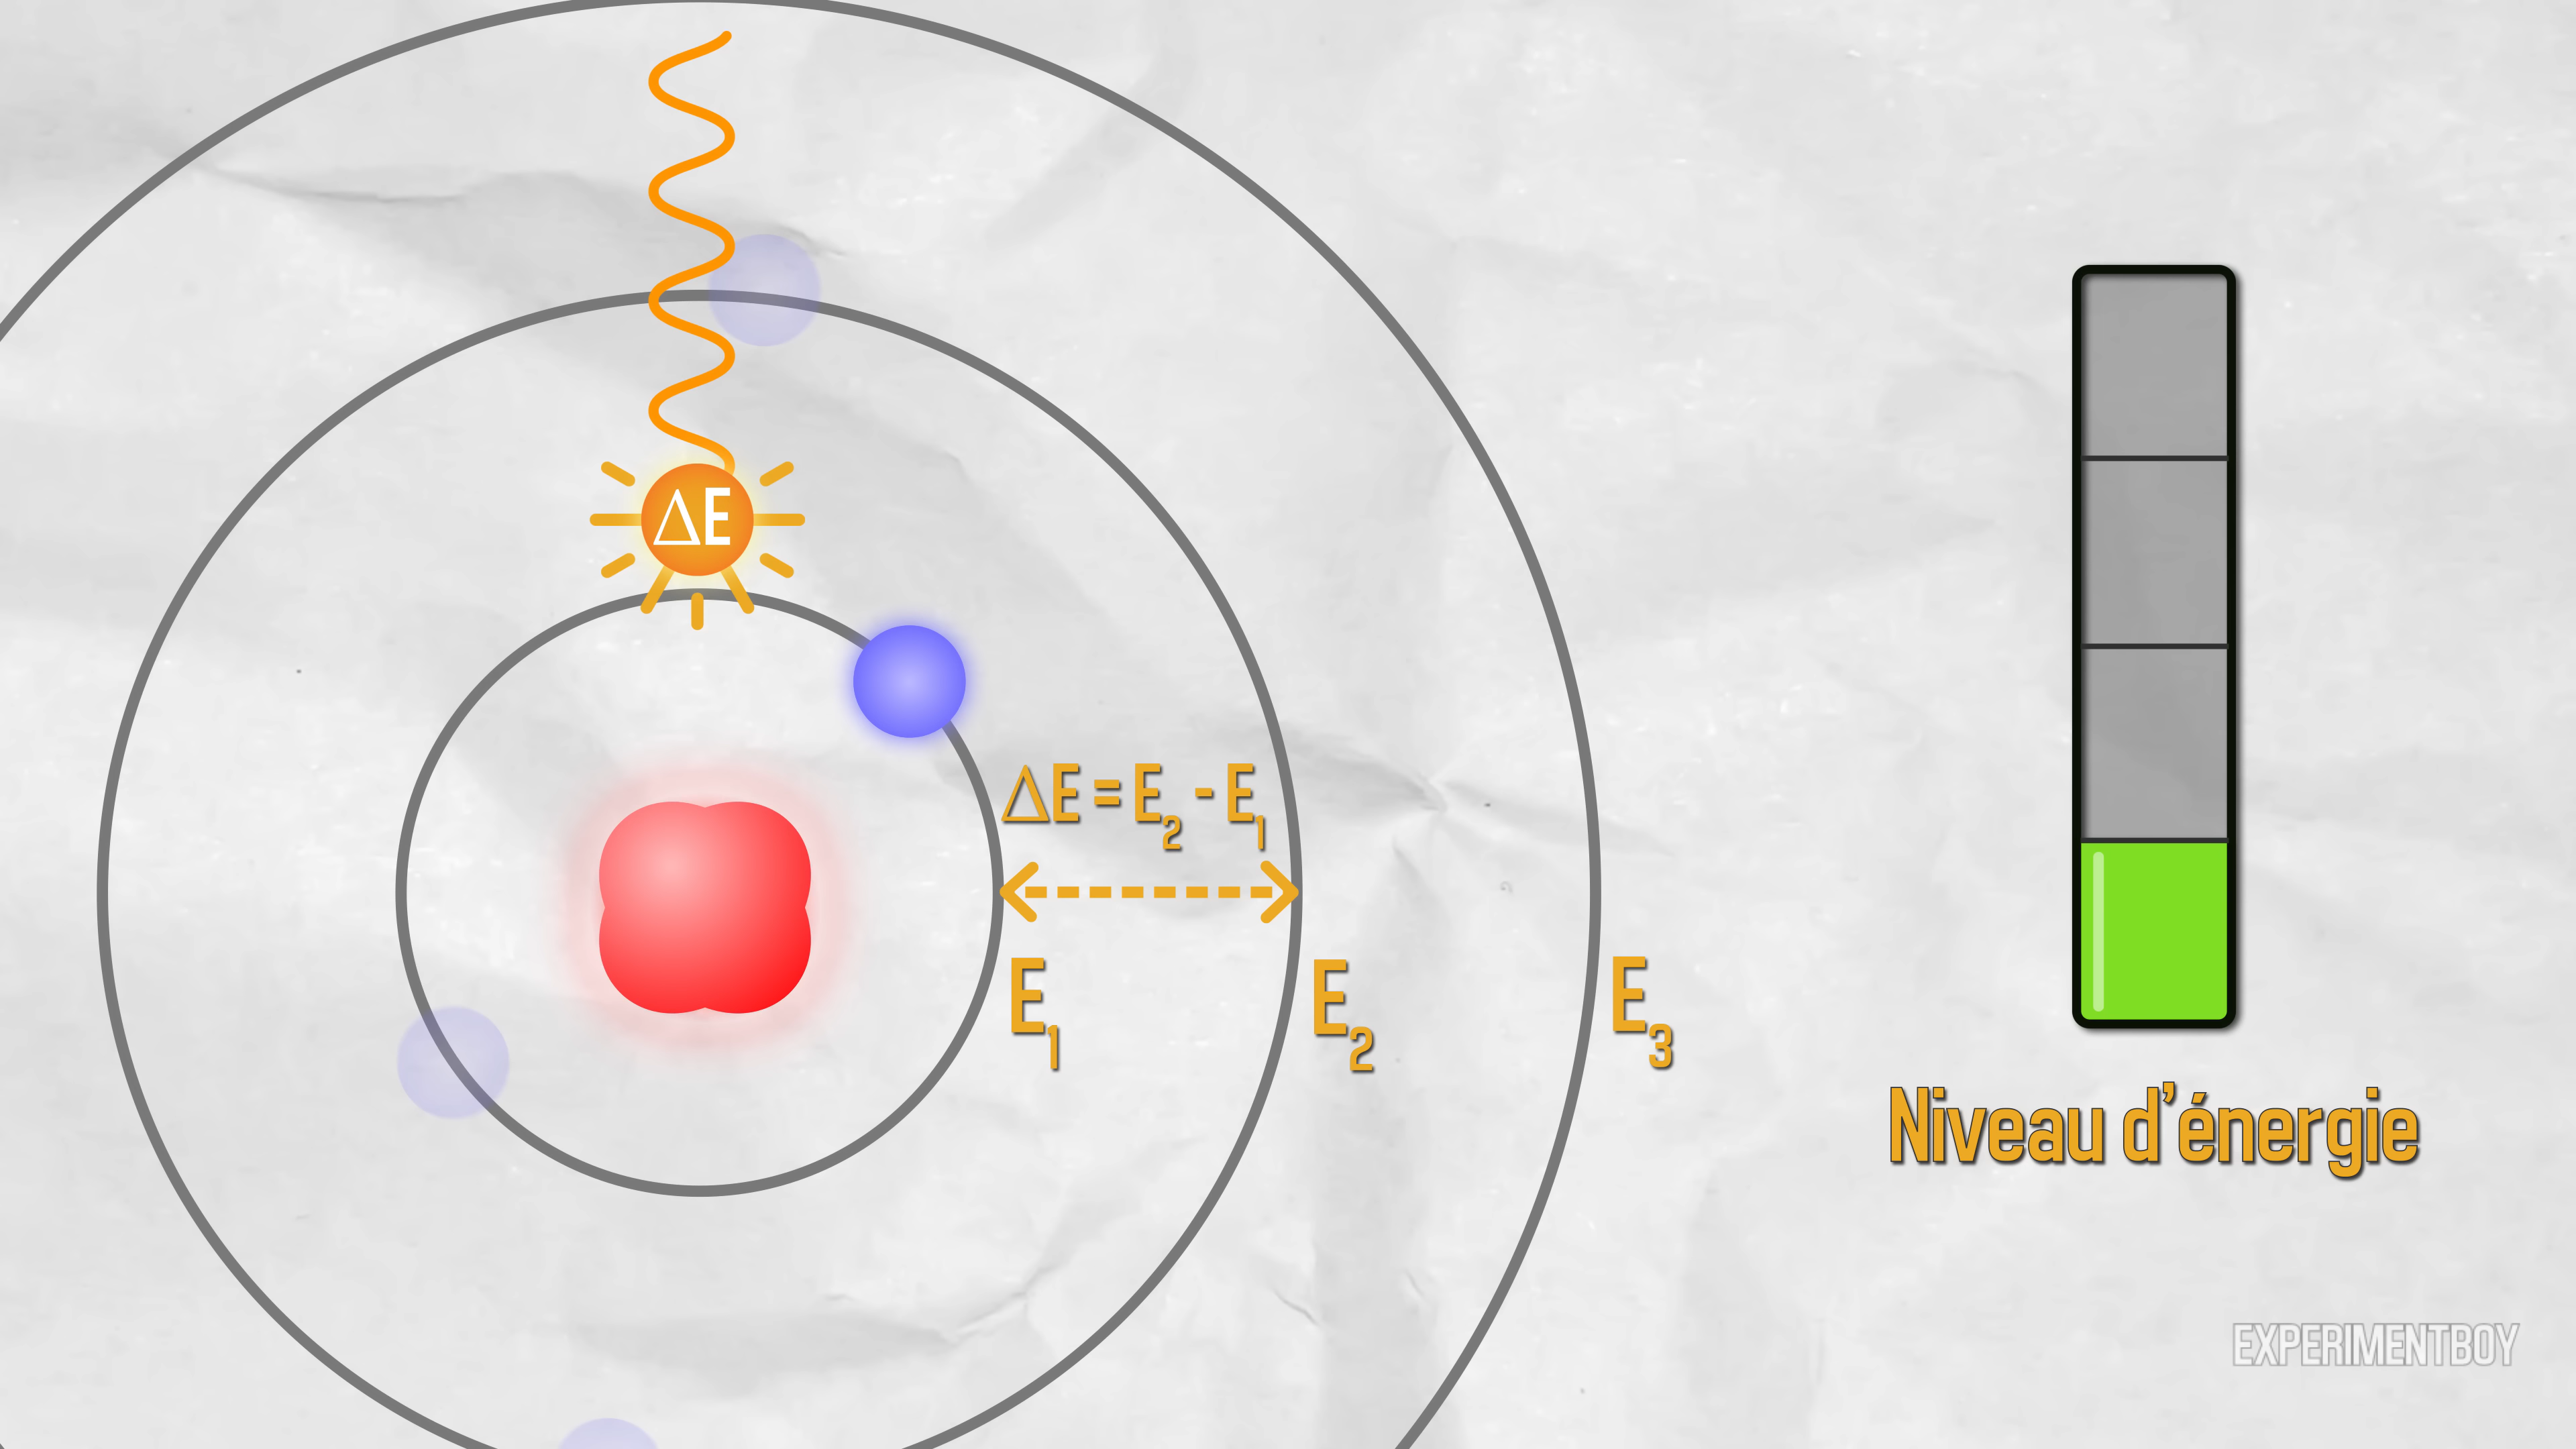 ΔE
ΔE = E₂ - E₁
E₁
E₂
E₃
Niveau d'énergie
EXPERIMENTBOY